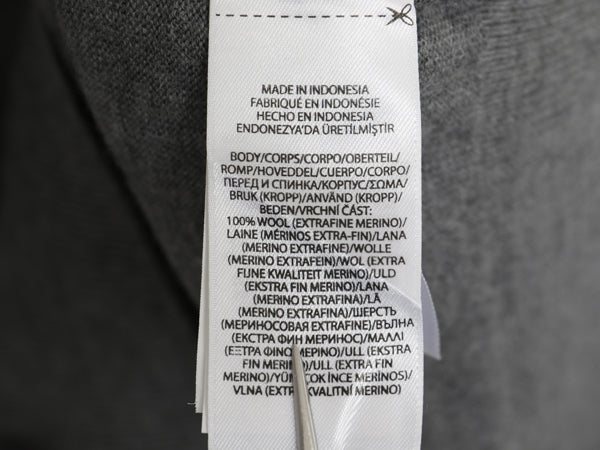 MADE IN INDONESIA
FABRIQUÉ EN INDONÉSIE
HECHO EN INDONESIA
ENDONEZYA'DA ÜRETİLMİŞTİR
BODY/CORPS/CORPO/OBERTEIL/
ROMP/HOVEDDEL/CUERPO/CORPO/
ПЕРЕД И СПИНКА/КОРПУС/ΣΩΜΑ/
BRUK (KROPP)/ANVÄND (KROPP)/
BEDEN/VRCHNÍ ČÁST:
100% WOOL (EXTRAFINE MERINO)/
LAINE (MÉRINOS EXTRA-FIN)/LANA
(MERINO EXTRAFINE)/WOLLE
(MERINO EXTRAFEIN)/WOL (EXTRA
FIJNE KWALITEIT MERINO)/ULD
(EKSTRA FIN MERINO)/LANA
(MERINO EXTRAFINA)/LÃ
(MERINO EXTRAFINA)/ШЕРСТЬ
(МЕРИНОСОВАЯ EXTRAFINE)/ВЪЛНА
(ЕКСТРА ФИН МЕРИНОС)/ΜΑΛΛΙ
(ΕΞΤΡΑ ΦΙΝΟ ΜΕΡΙΝΟ)/ULL (EKSTRA
FIN MERINO)/ULL (EXTRA FIN
MERINO)/YÜN (ÇOK İNCE MERİNOS)/
VLNA (EXTRA KVALITNÍ MERINO)